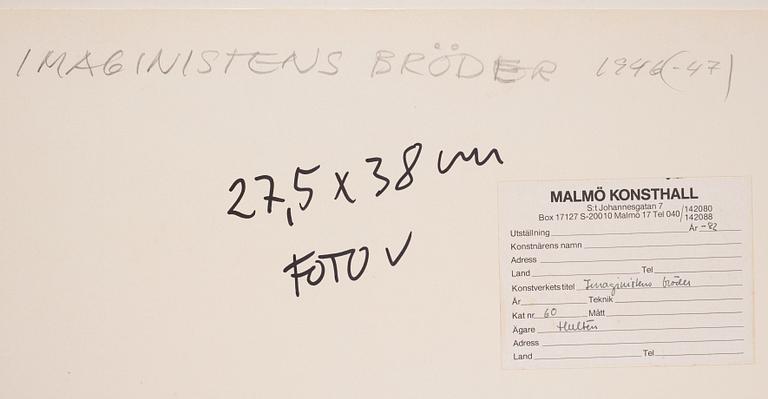 IMAGINISTENS BRÖDER 1946(-47)
27,5 x 38 cm
FOTO V
MALMÖ KONSTHALL
S:t Johannesgatan 7
Box 17127 S-20010 Malmö 17 Tel 040/142080
142088
Utställning År -82
Konstnärens namn
Adress
Land Tel
Konstverkets titel Imaginistens bröder
År Teknik
Kat nr 60 Mått
Ägare Hultén
Adress
Land Tel